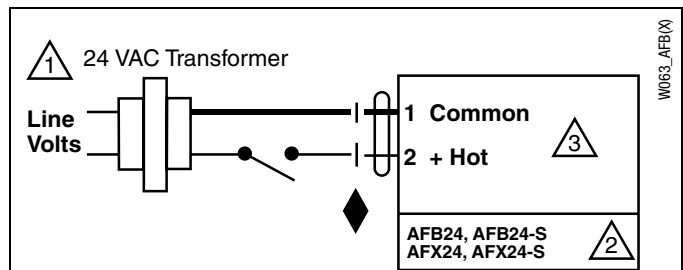 1 24 VAC Transformer
Line
Volts
1 Common
2 + Hot
3
AFB24, AFB24-S
AFX24, AFX24-S
2
W063_AFB(X)